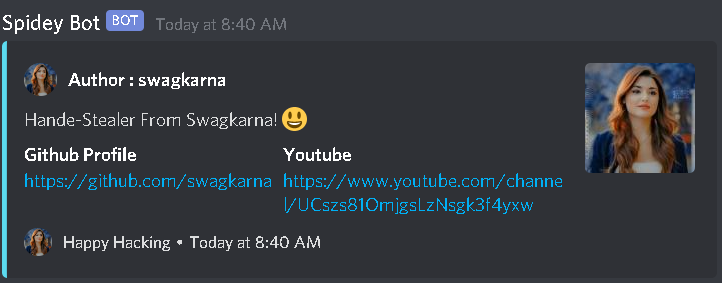 Spidey Bot BOT Today at 8:40 AM
Author : swagkarna
Hande-Stealer From Swagkarna! 😃
Github Profile
https://github.com/swagkarna
Youtube
https://www.youtube.com/channe
l/UCszs81OmjgsLzNsgk3f4yxw
Happy Hacking • Today at 8:40 AM